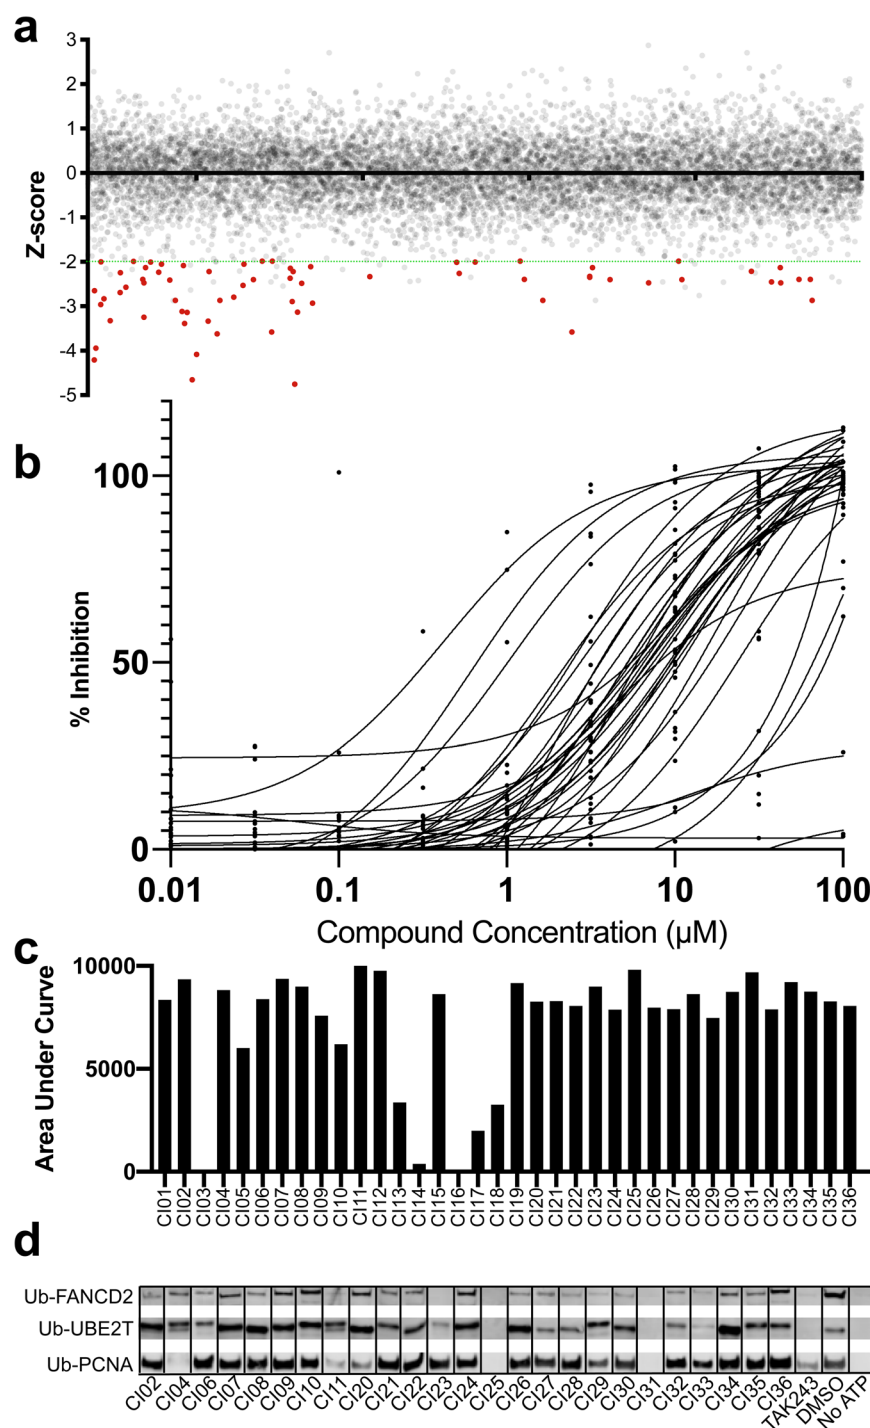 a
3
2
1
0
-1
-2
-3
-4
-5
Z-score
b
100
50
0
% Inhibition
0.01 0.1 1 10 100
Compound Concentration (µM)
c
10000
5000
0
Area Under Curve
CI01 CI02 CI03 CI04 CI05 CI06 CI07 CI08 CI09 CI10 CI11 CI12 CI13 CI14 CI15 CI16 CI17 CI18 CI19 CI20 CI21 CI22 CI23 CI24 CI25 CI26 CI27 CI28 CI29 CI30 CI31 CI32 CI33 CI34 CI35 CI36
d
Ub-FANCD2
Ub-UBE2T
Ub-PCNA
CI02 CI04 CI06 CI07 CI08 CI09 CI10 CI11 CI20 CI21 CI22 CI23 CI24 CI25 CI26 CI27 CI28 CI29 CI30 CI31 CI32 CI33 CI34 CI35 CI36 TAK243 DMSO No ATP